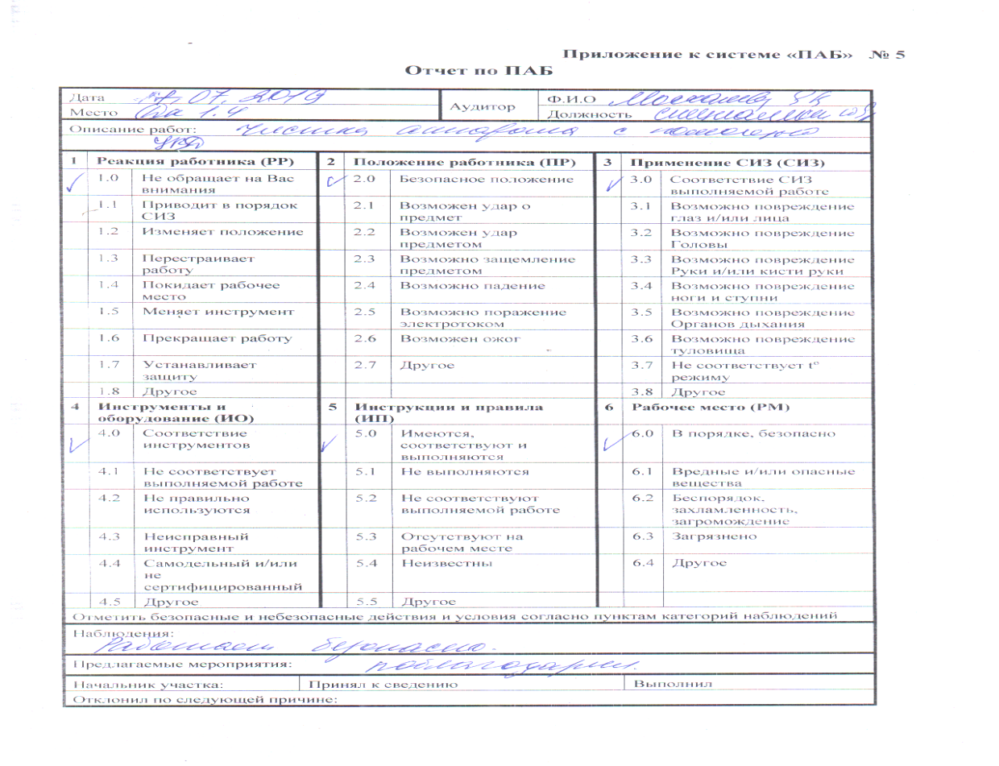 Приложение к системе «ПАБ» № 5
Отчет по ПАБ
Дата 07. 2019 Аудитор Ф.И.О
Место 1.4 Должность специалист
Описание работ: Чистка с помощью
1 Реакция работника (РР) 2 Положение работника (ПР) 3 Применение СИЗ (СИЗ)
✓ 1.0 Не обращает на Вас внимания ✓ 2.0 Безопасное положение ✓ 3.0 Соответствие СИЗ выполняемой работе
1.1 Приводит в порядок СИЗ 2.1 Возможен удар о предмет 3.1 Возможно повреждение глаз и/или лица
1.2 Изменяет положение 2.2 Возможен удар предметом 3.2 Возможно повреждение Головы
1.3 Перестраивает работу 2.3 Возможно защемление предметом 3.3 Возможно повреждение Руки и/или кисти руки
1.4 Покидает рабочее место 2.4 Возможно падение 3.4 Возможно повреждение ноги и ступни
1.5 Меняет инструмент 2.5 Возможно поражение электротоком 3.5 Возможно повреждение Органов дыхания
1.6 Прекращает работу 2.6 Возможен ожог 3.6 Возможно повреждение туловища
1.7 Устанавливает защиту 2.7 Другое 3.7 Не соответствует t° режиму
1.8 Другое 3.8 Другое
4 Инструменты и оборудование (ИО) 5 Инструкции и правила (ИП) 6 Рабочее место (РМ)
✓ 4.0 Соответствие инструментов ✓ 5.0 Имеются, соответствуют и выполняются ✓ 6.0 В порядке, безопасно
4.1 Не соответствует выполняемой работе 5.1 Не выполняются 6.1 Вредные и/или опасные вещества
4.2 Не правильно используются 5.2 Не соответствуют выполняемой работе 6.2 Беспорядок, захламленность, загромождение
4.3 Неисправный инструмент 5.3 Отсутствуют на рабочем месте 6.3 Загрязнено
4.4 Самодельный и/или не сертифицированный 5.4 Неизвестны 6.4 Другое
4.5 Другое 5.5 Другое
Отметить безопасные и небезопасные действия и условия согласно пунктам категорий наблюдений
Наблюдения:
Работает безопасно.
Предлагаемые мероприятия: поблагодарил.
Начальник участка: Принял к сведению Выполнил
Отклонил по следующей причине: